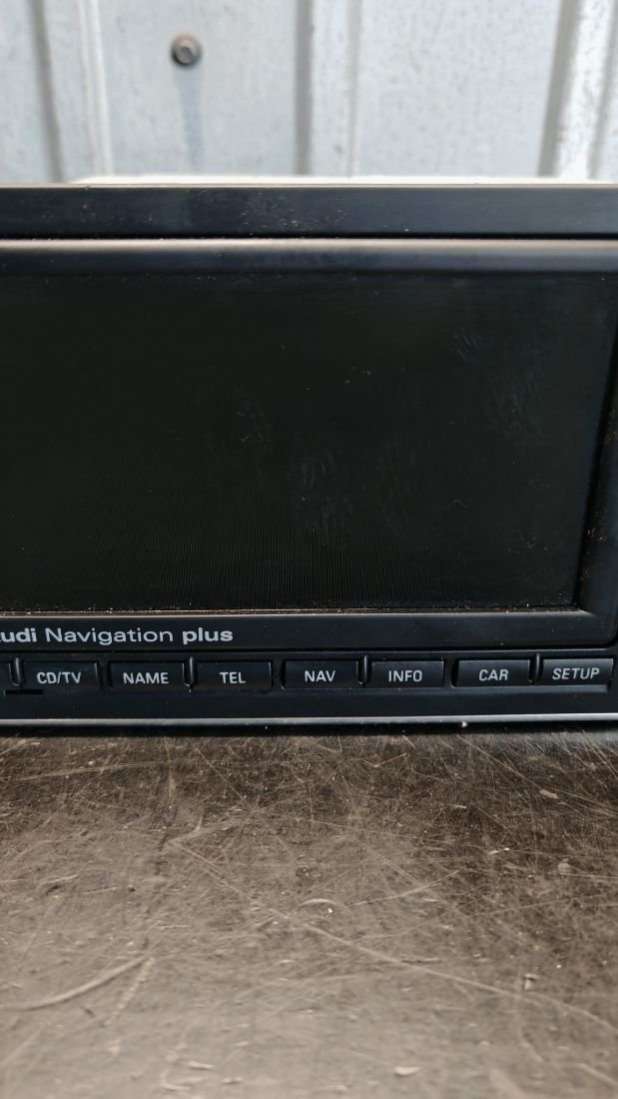 udi Navigation plus
CD/TV NAME TEL NAV INFO CAR SETUP